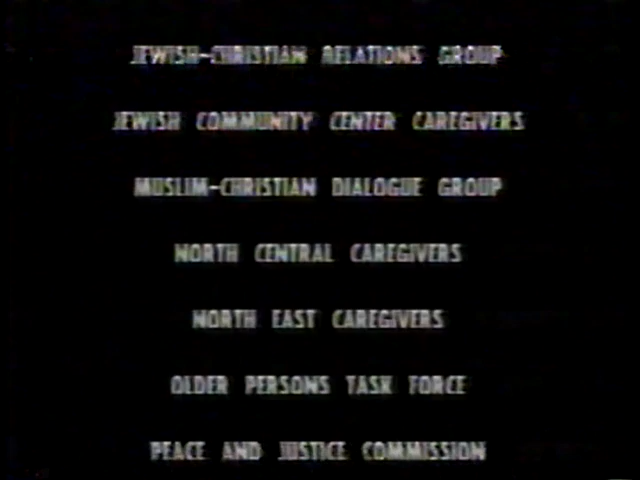 JEWISH-CHRISTIAN RELATIONS GROUP
JEWISH COMMUNITY CENTER CAREGIVERS
MUSLIM-CHRISTIAN DIALOGUE GROUP
NORTH CENTRAL CAREGIVERS
NORTH EAST CAREGIVERS
OLDER PERSONS TASK FORCE
PEACE AND JUSTICE COMMISSION